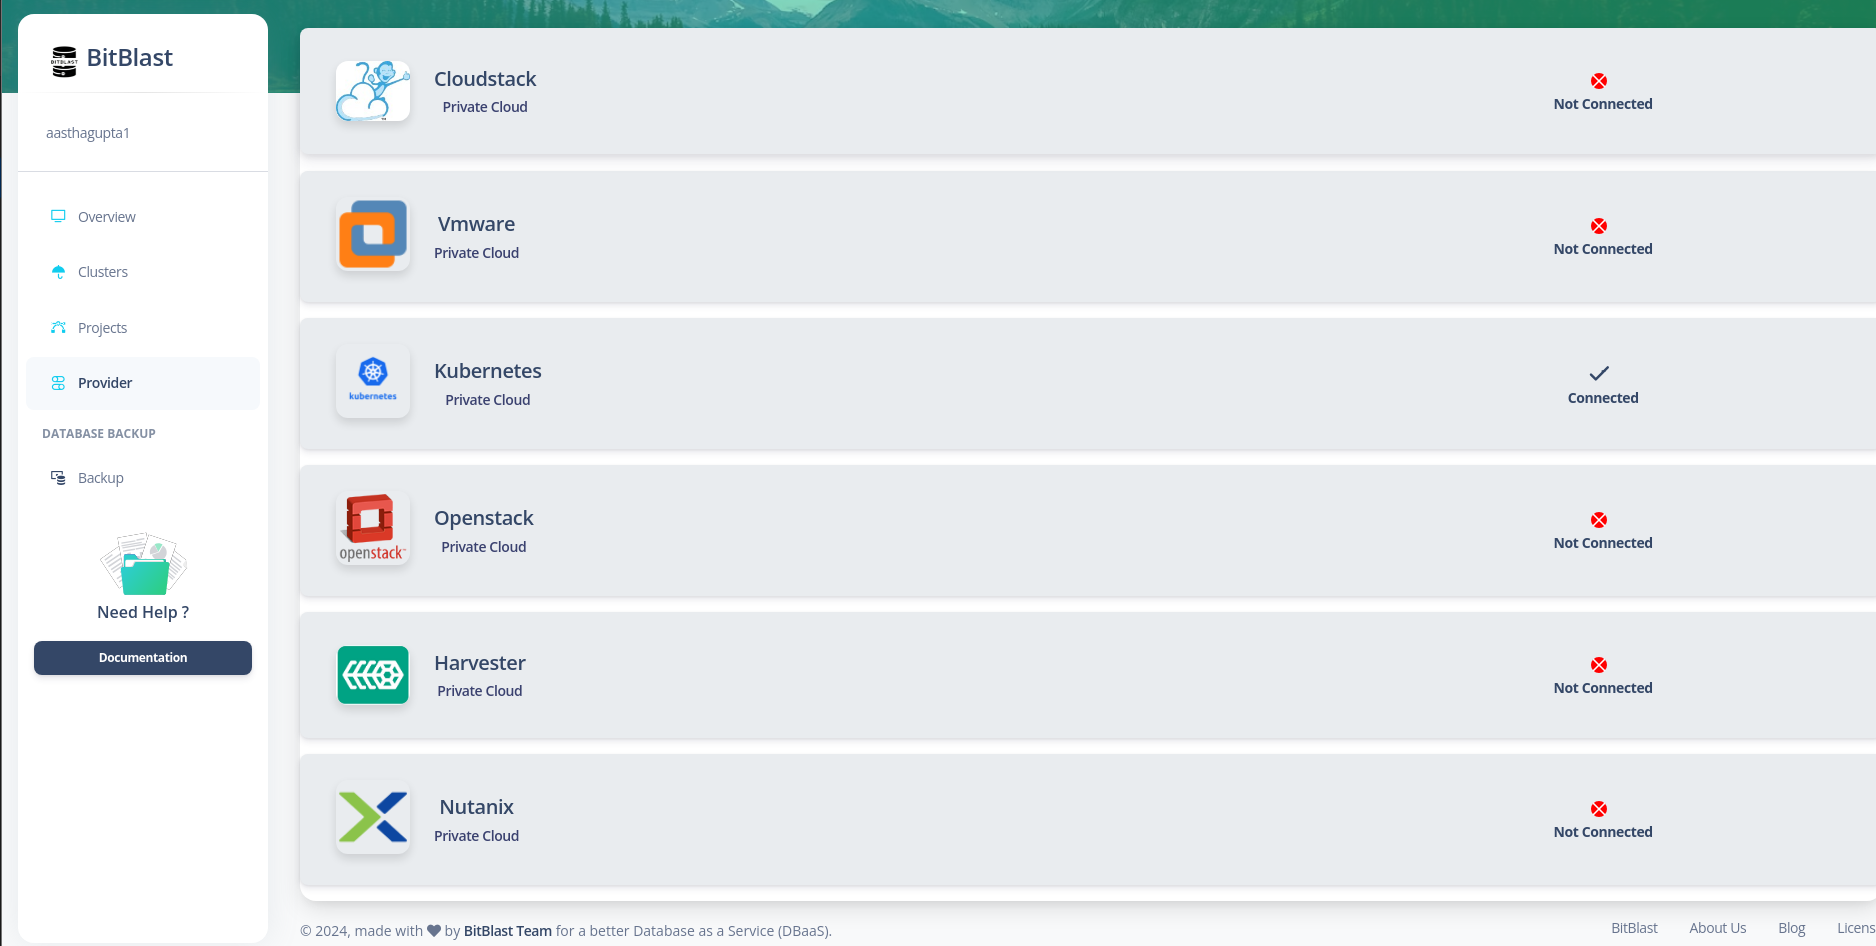 BITBLAST
BitBlast
aasthagupta1
Overview
Clusters
Projects
Provider
DATABASE BACKUP
Backup
Need Help ?
Documentation
Cloudstack
Private Cloud
Not Connected
Vmware
Private Cloud
Not Connected
kubernetes
Kubernetes
Private Cloud
Connected
openstack
Openstack
Private Cloud
Not Connected
Harvester
Private Cloud
Not Connected
Nutanix
Private Cloud
Not Connected
© 2024, made with by BitBlast Team for a better Database as a Service (DBaaS).
BitBlast About Us Blog Licens